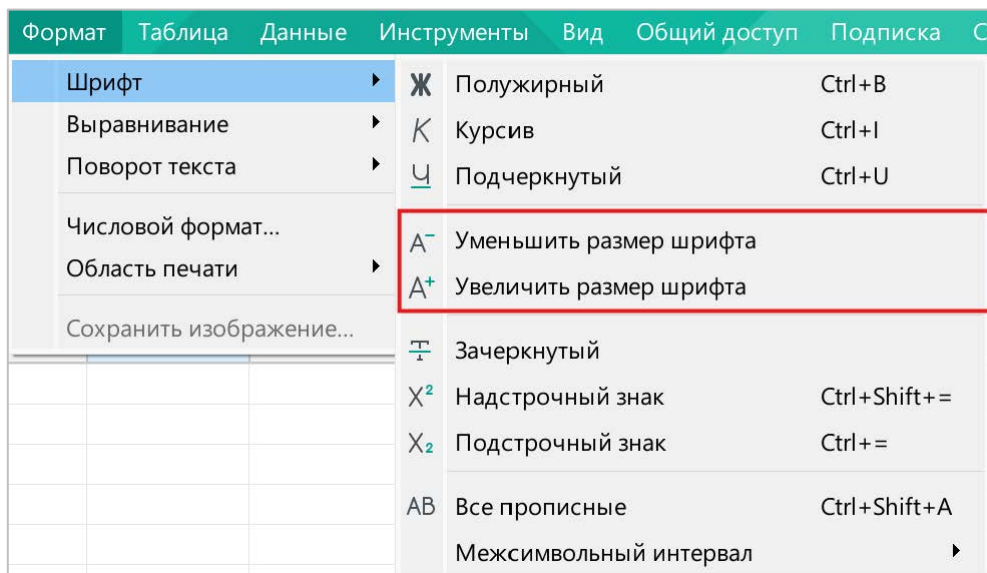 Формат Таблица Данные Инструменты Вид Общий доступ Подписка С
Шрифт
Выравнивание
Поворот текста
Числовой формат...
Область печати
Сохранить изображение...
Ж Полужирный Ctrl+B
К Курсив Ctrl+I
Ч Подчеркнутый Ctrl+U
A⁻ Уменьшить размер шрифта
A⁺ Увеличить размер шрифта
Т Зачеркнутый
X² Надстрочный знак Ctrl+Shift+=
X₂ Подстрочный знак Ctrl+=
AB Все прописные Ctrl+Shift+A
Межсимвольный интервал